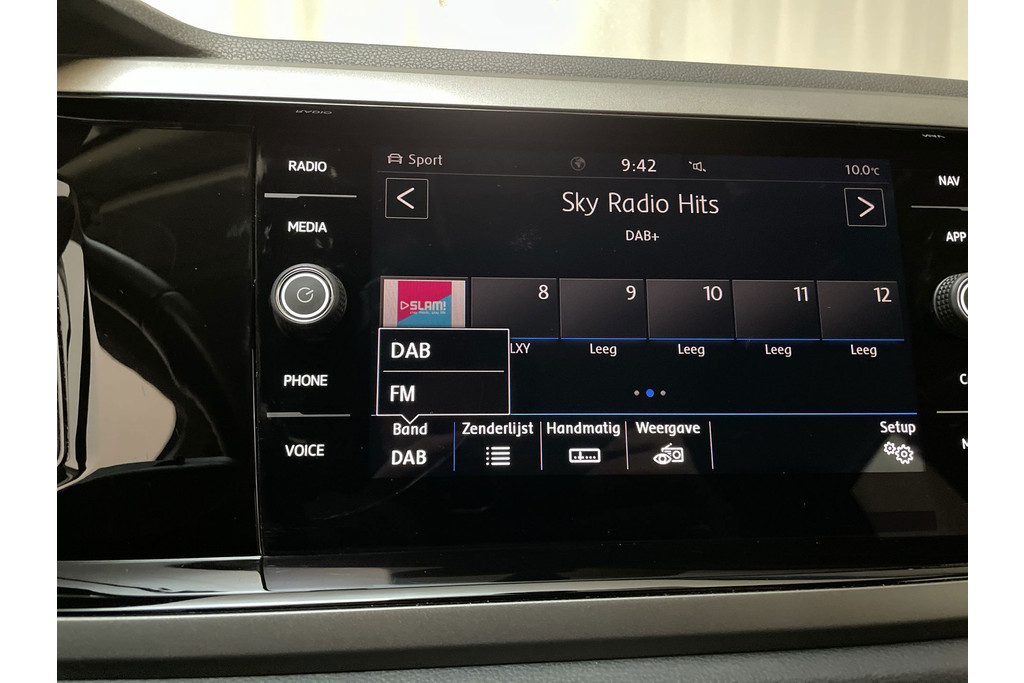 RADIO
MEDIA
PHONE
VOICE
Sport 9:42 10.0°C
< Sky Radio Hits >
DAB+
SLAM! 8 9 10 11 12
LXY Leeg Leeg Leeg Leeg
DAB
FM
Band Zenderlijst Handmatig Weergave Setup
DAB
NAV
APP